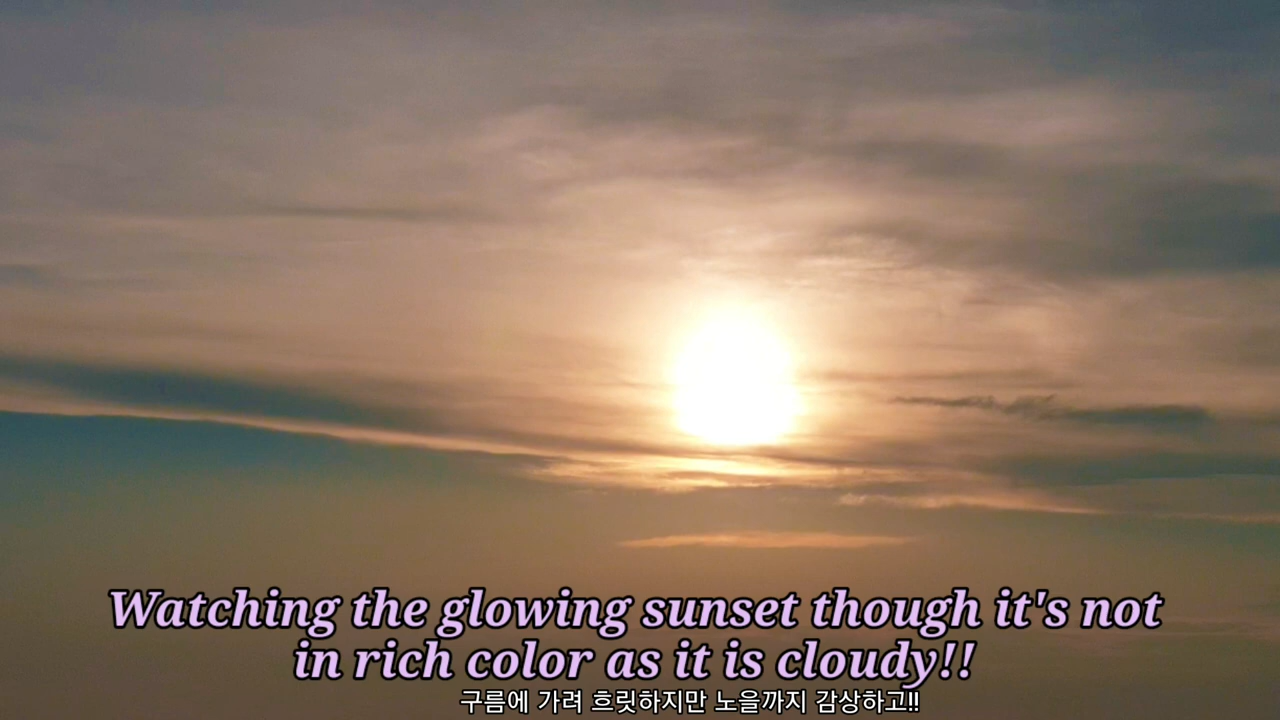 Watching the glowing sunset though it's not
in rich color as it is cloudy!!
구름에 가려 흐릿하지만 노을까지 감상하고!!